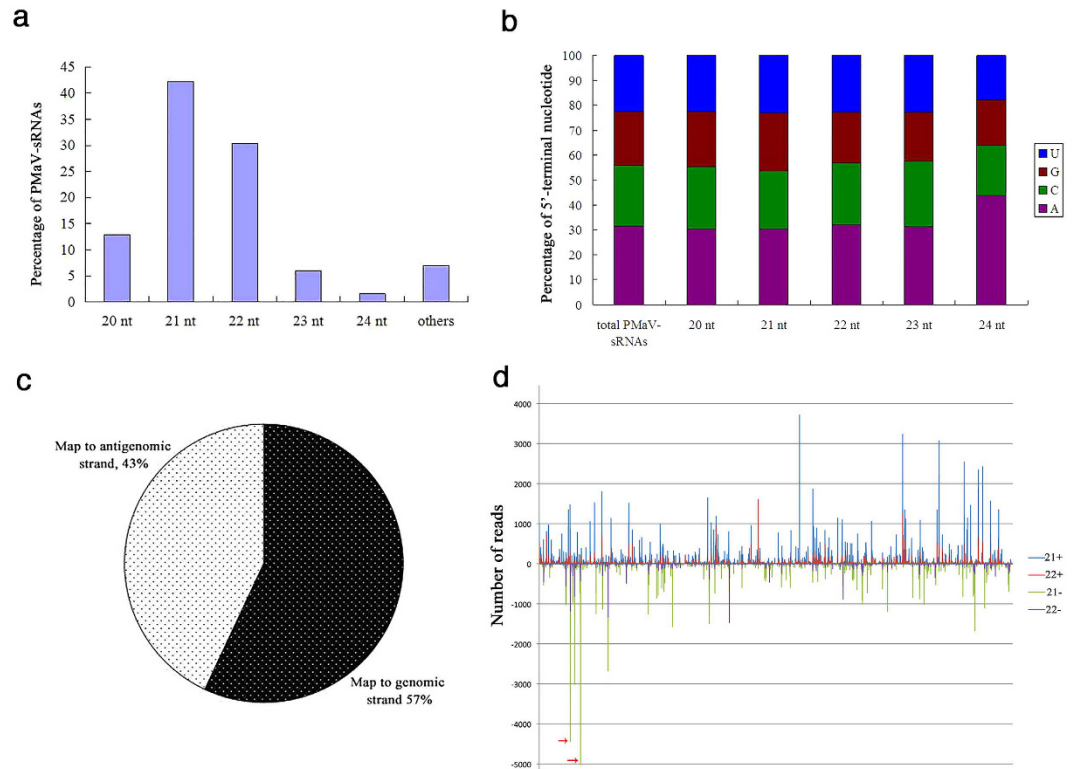 a
Percentage of PMaV-sRNAs
45
40
35
30
25
20
15
10
5
0
20 nt
21 nt
22 nt
23 nt
24 nt
others
b
Percentage of 5'-terminal nucleotide
100
90
80
70
60
50
40
30
20
10
0
total PMaV-
sRNAs
20 nt
21 nt
22 nt
23 nt
24 nt
U
G
C
A
c
Map to antigenomic
strand, 43%
Map to genomic
strand 57%
d
Number of reads
4000
3000
2000
1000
0
-1000
-2000
-3000
-4000
-5000
21+
22+
21-
22-